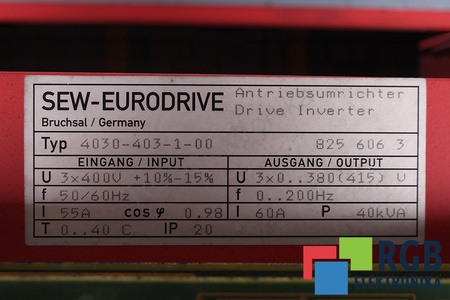 SEW-EURODRIVE Antriebsumrichter
Bruchsal / Germany Drive Inverter
Typ 4030-403-1-00 825 606 3
EINGANG / INPUT AUSGANG / OUTPUT
U 3x400V +10%-15% U 3x0..380(415) V
f 50/60Hz f 0..200Hz
I 55A cos φ 0.98 I 60A P 40kVA
T 0..40 C IP 20
RGB
ELEKTRONIKA